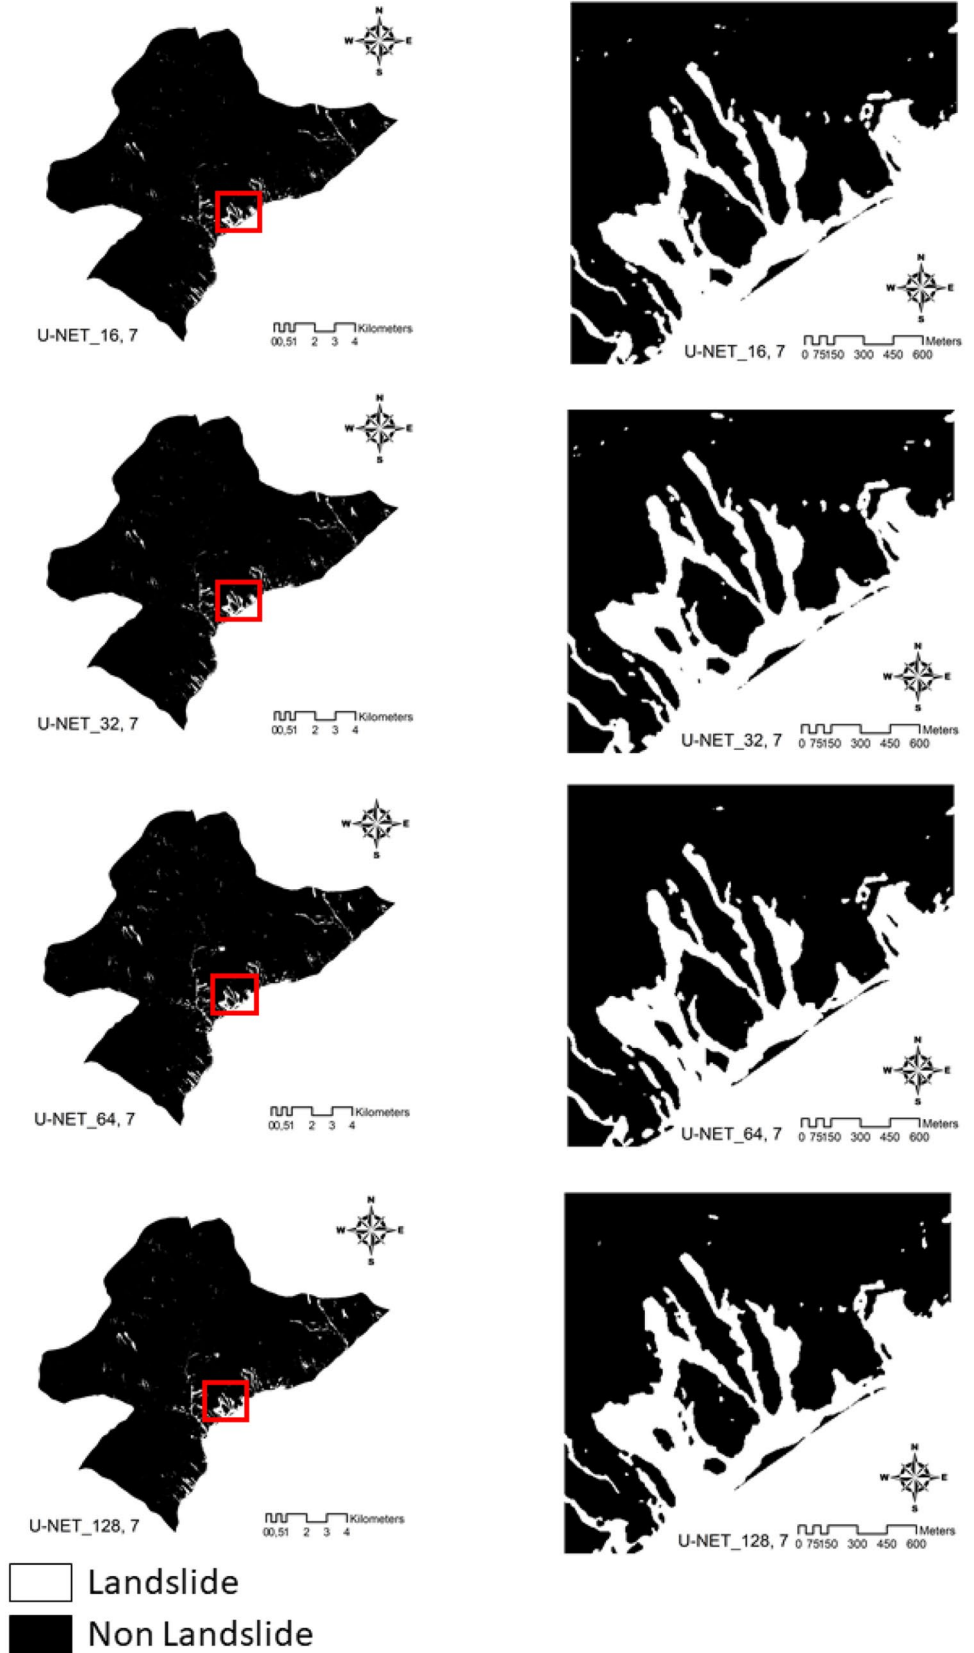 N
W E
S
U-NET_16, 7
Kilometers
00,51 2 3 4
N
W E
S
U-NET_16, 7
Meters
0 75150 300 450 600
N
W E
S
U-NET_32, 7
Kilometers
00,51 2 3 4
N
W E
S
U-NET_32, 7
Meters
0 75150 300 450 600
N
W E
S
U-NET_64, 7
Kilometers
00,51 2 3 4
N
W E
S
U-NET_64, 7
Meters
0 75150 300 450 600
N
W E
S
U-NET_128, 7
Kilometers
00,51 2 3 4
N
W E
S
U-NET_128, 7
Meters
0 75150 300 450 600
Landslide
Non Landslide